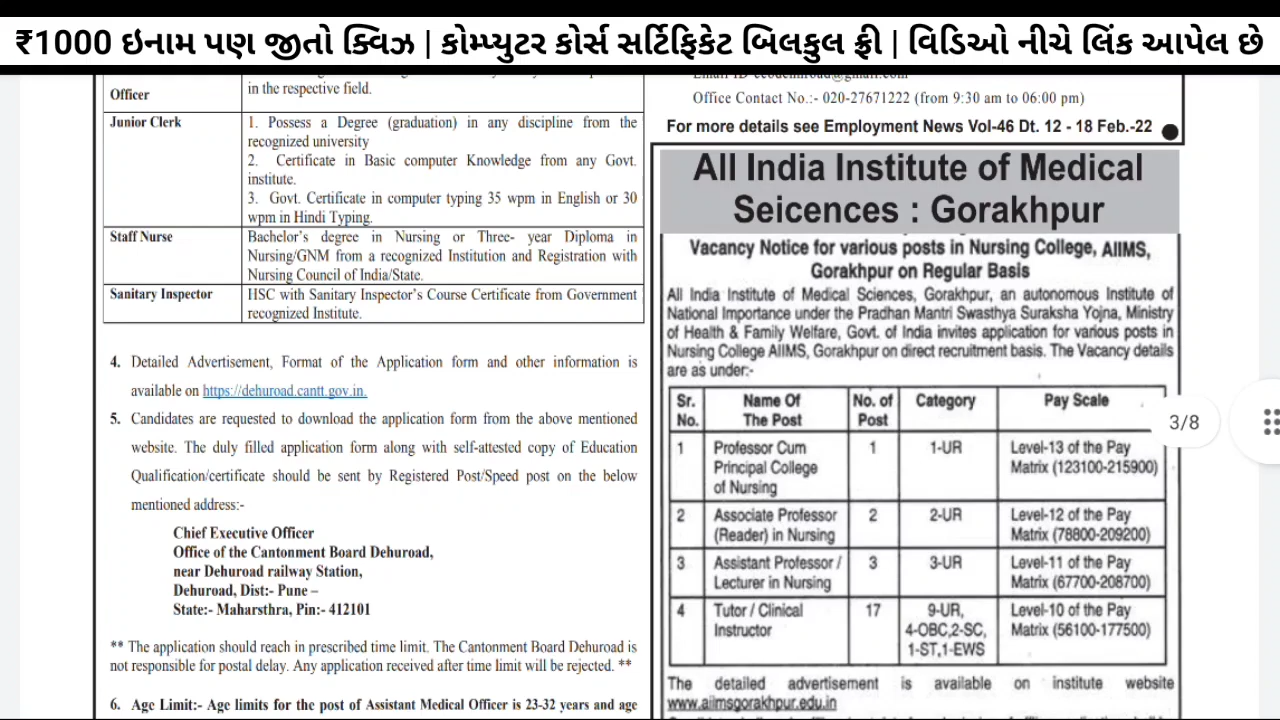 ₹1000 ઇનામ પણ જીતો ક્વિઝ | કોમ્પ્યુટર કોર્સ સર્ટિફિકેટ બિલકુલ ફ્રી | વિડિઓ નીચે લિંક આપેલ છે
Officer
in the respective field.
Junior Clerk
1. Possess a Degree (graduation) in any discipline from the
recognized university
2. Certificate in Basic computer Knowledge from any Govt.
institute.
3. Govt. Certificate in computer typing 35 wpm in English or 30
wpm in Hindi Typing.
Staff Nurse
Bachelor's degree in Nursing or Three- year Diploma in
Nursing/GNM from a recognized Institution and Registration with
Nursing Council of India/State.
Sanitary Inspector
HSC with Sanitary Inspector's Course Certificate from Government
recognized Institute.
4. Detailed Advertisement, Format of the Application form and other information is
available on https://dehuroad.cantt.gov.in.
5. Candidates are requested to download the application form from the above mentioned
website. The duly filled application form along with self-attested copy of Education
Qualification/certificate should be sent by Registered Post/Speed post on the below
mentioned address:-
Chief Executive Officer
Office of the Cantonment Board Dehuroad,
near Dehuroad railway Station,
Dehuroad, Dist:- Pune –
State:- Maharsthra, Pin:- 412101
** The application should reach in prescribed time limit. The Cantonment Board Dehuroad is
not responsible for postal delay. Any application received after time limit will be rejected. **
6. Age Limit:- Age limits for the post of Assistant Medical Officer is 23-32 years and age
Office Contact No.:- 020-27671222 (from 9:30 am to 06:00 pm)
For more details see Employment News Vol-46 Dt. 12 - 18 Feb.-22
All India Institute of Medical
Seicences : Gorakhpur
Vacancy Notice for various posts in Nursing College, AIIMS,
Gorakhpur on Regular Basis
All India Institute of Medical Sciences, Gorakhpur, an autonomous Institute of
National Importance under the Pradhan Mantri Swasthya Suraksha Yojna, Ministry
of Health & Family Welfare, Govt. of India invites application for various posts in
Nursing College AIIMS, Gorakhpur on direct recruitment basis. The Vacancy details
are as under:-
Sr. Name Of No. of Category Pay Scale
No. The Post Post
1 Professor Cum 1 1-UR Level-13 of the Pay
Principal College Matrix (123100-215900)
of Nursing
2 Associate Professor 2 2-UR Level-12 of the Pay
(Reader) in Nursing Matrix (78800-209200)
3 Assistant Professor / 3 3-UR Level-11 of the Pay
Lecturer in Nursing Matrix (67700-208700)
4 Tutor / Clinical 17 9-UR, Level-10 of the Pay
Instructor 4-OBC,2-SC, Matrix (56100-177500)
1-ST,1-EWS
The detailed advertisement is available on institute website
www.aiimsgorakhpur.edu.in
3/8